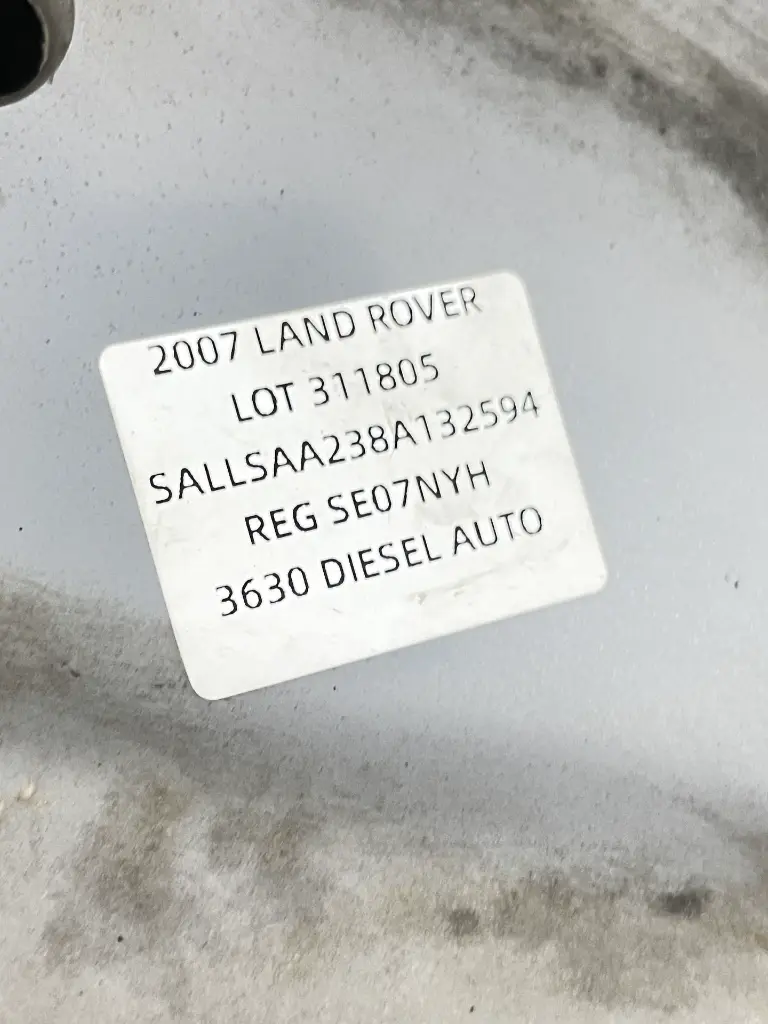 2007 LAND ROVER
LOT 311805
SALLSAA238A132594
REG SE07NYH
3630 DIESEL AUTO